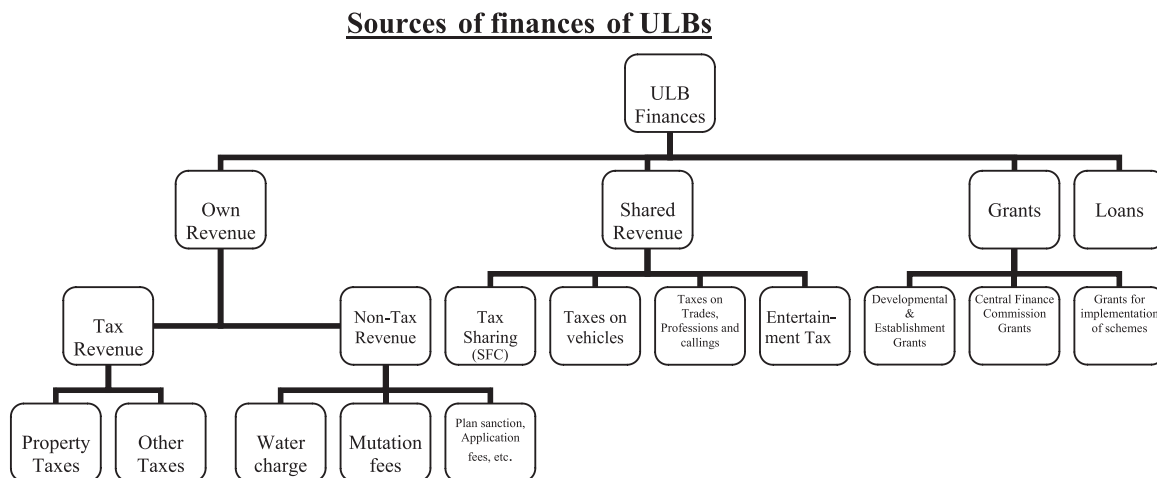 Sources of finances of ULBs
ULB
Finances
Own
Revenue
Shared
Revenue
Grants
Loans
Tax
Revenue
Non-Tax
Revenue
Tax
Sharing
(SFC)
Taxes on
vehicles
Taxes on
Trades,
Professions and
callings
Entertain-
ment Tax
Developmental
&
Establishment
Grants
Central Finance
Commission
Grants
Grants for
implementation
of schemes
Property
Taxes
Other
Taxes
Water
charge
Mutation
fees
Plan sanction,
Application
fees, etc.